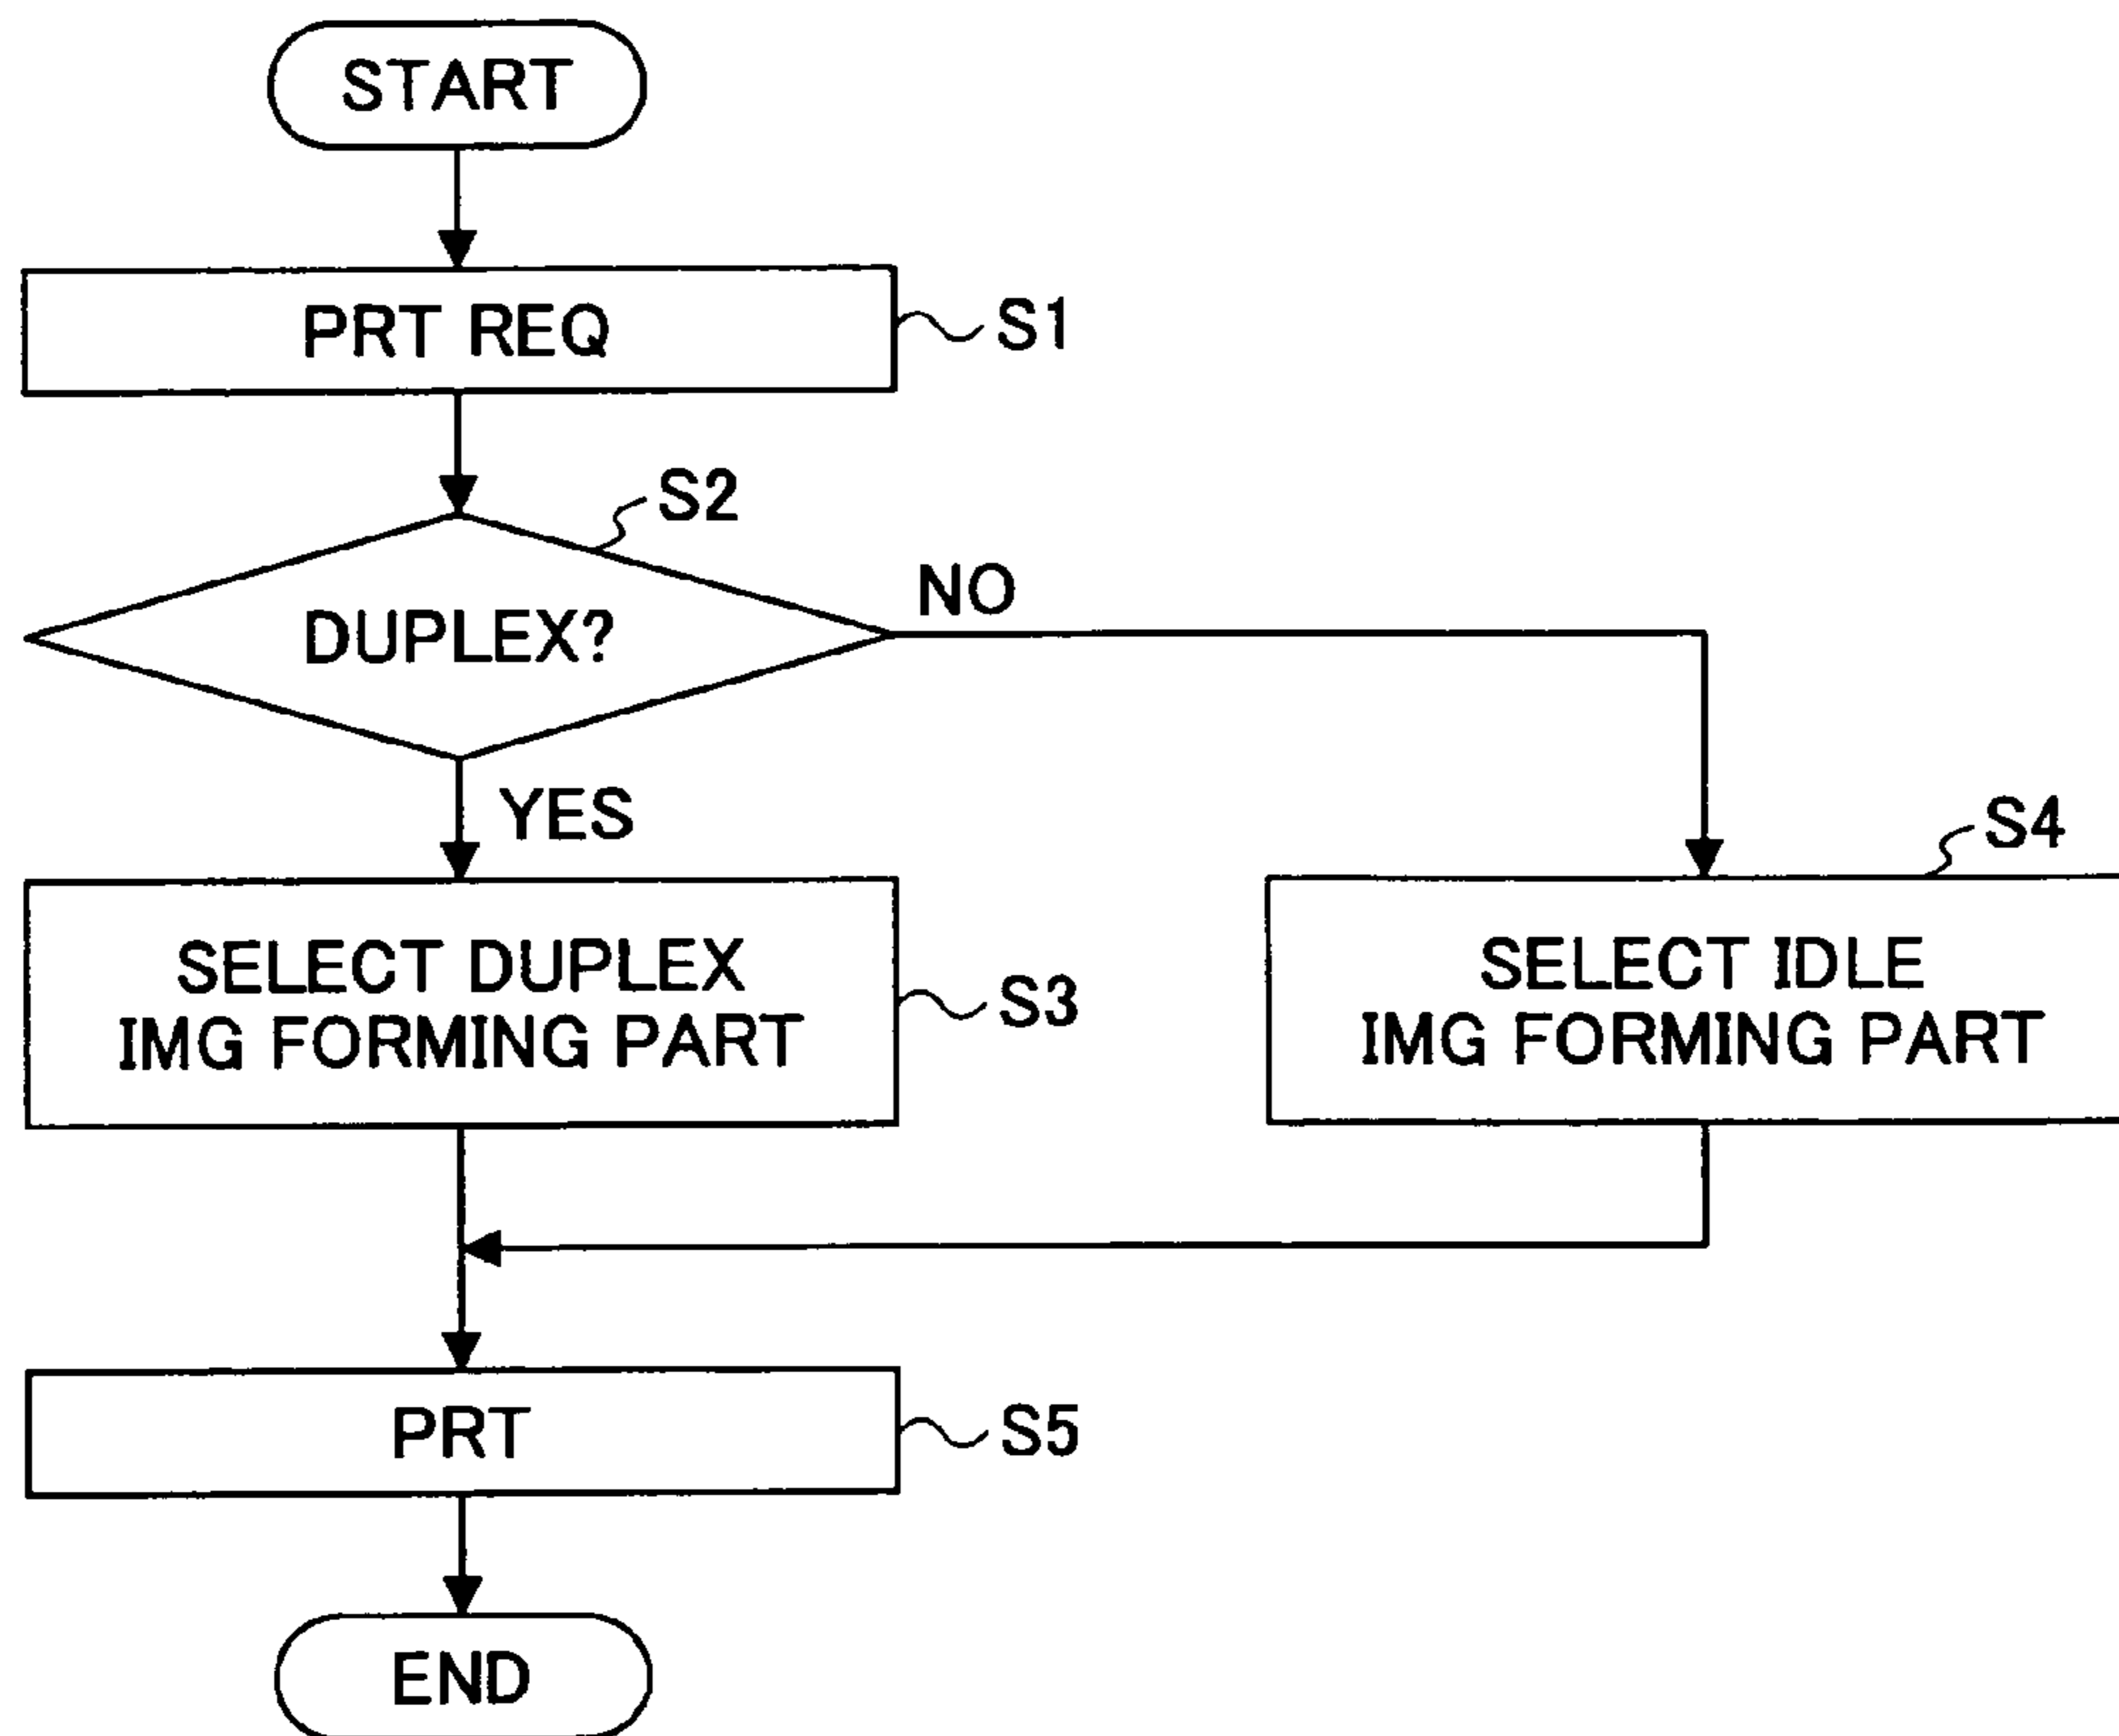 START
PRT REQ
S1
S2
DUPLEX?
NO
YES
S4
SELECT DUPLEX
IMG FORMING PART
S3
SELECT IDLE
IMG FORMING PART
PRT
S5
END